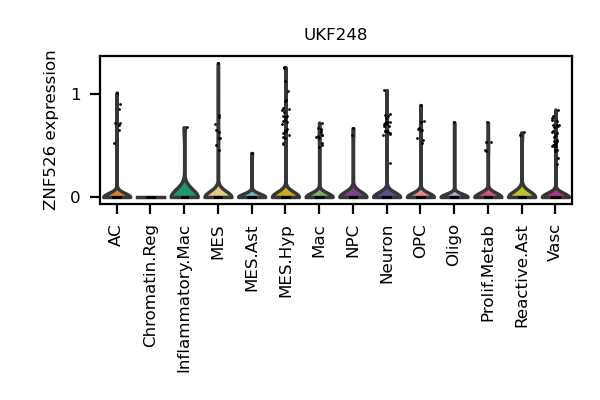 UKF248
ZNF526 expression
1
0
AC
Chromatin.Reg
Inflammatory.Mac
MES
MES.Ast
MES.Hyp
Mac
NPC
Neuron
OPC
Oligo
Prolif.Metab
Reactive.Ast
Vasc